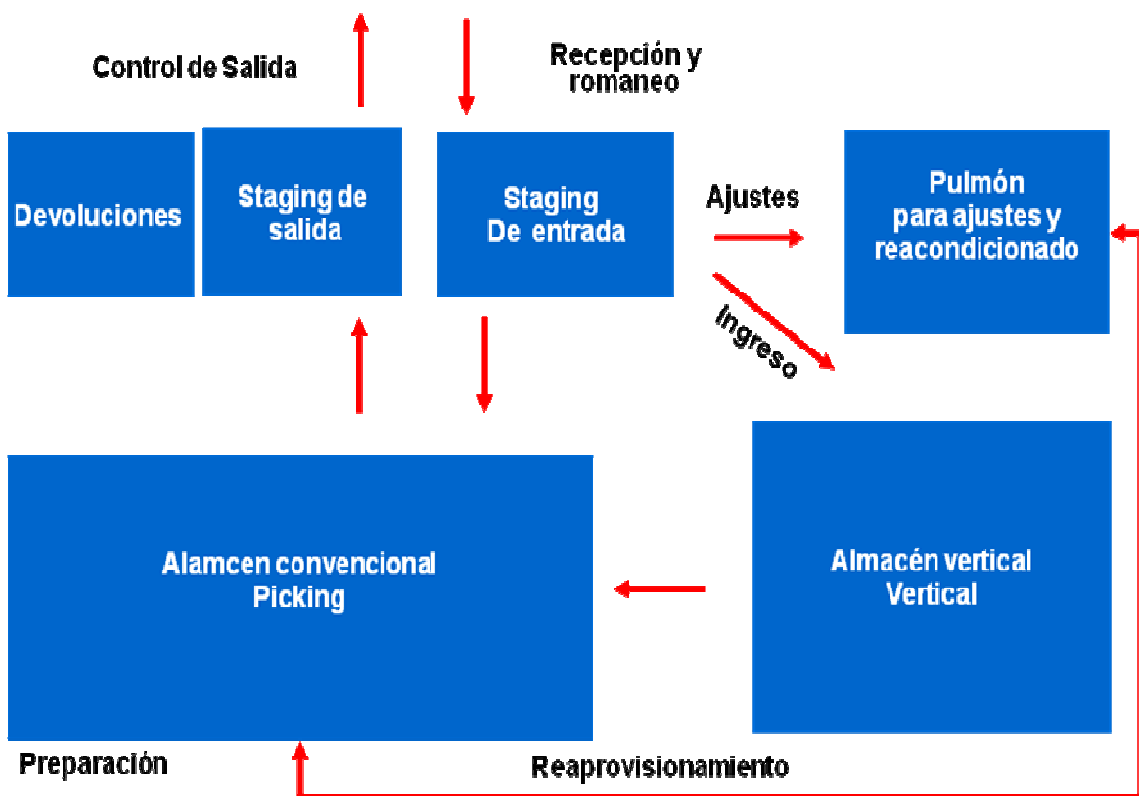 Control de Salida
Recepción y
romaneo
Devoluciones
Staging de
salida
Staging
De entrada
Ajustes
Pulmón
para ajustes y
reacondicionado
Ingreso
Alamcen convencional
Picking
Almacén vertical
Vertical
Preparación
Reaprovisionamiento